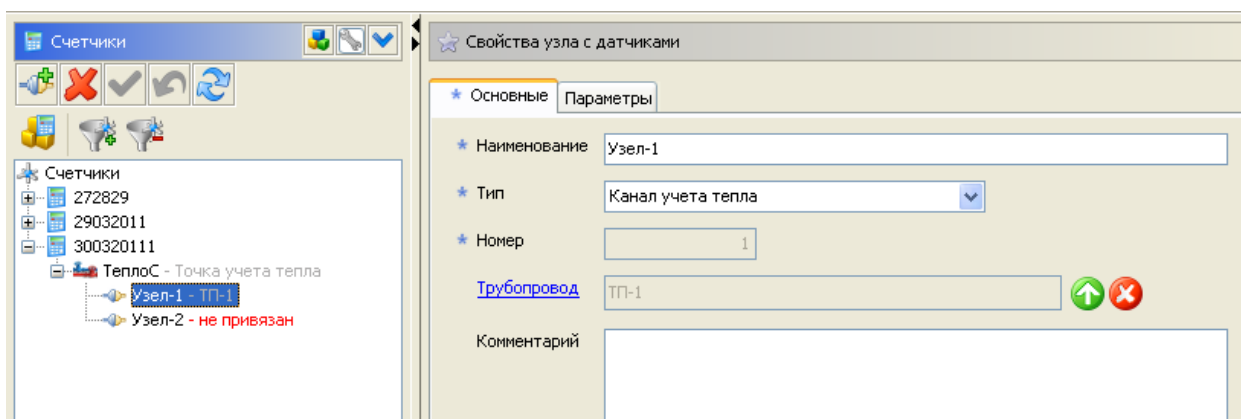 Счетчики
Счетчики
272829
29032011
300320111
ТеплоС - Точка учета тепла
Узел-1 - ТП-1
Узел-2 - не привязан
Свойства узла с датчиками
* Основные Параметры
* Наименование Узел-1
* Тип Канал учета тепла
* Номер 1
Трубопровод ТП-1
Комментарий